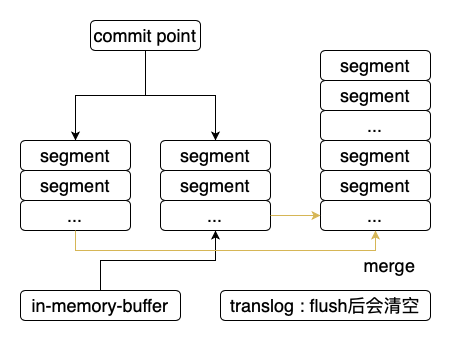 commit point
segment
segment
...
segment
segment
...
segment
segment
...
segment
segment
...
merge
in-memory-buffer
translog : flush后会清空